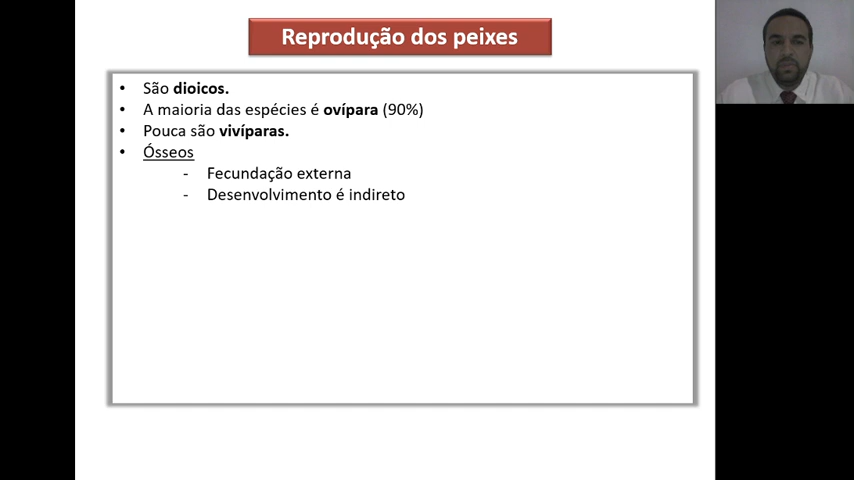 Reprodução dos peixes
• São dioicos.
• A maioria das espécies é ovípara (90%)
• Pouca são vivíparas.
• Ósseos
- Fecundação externa
- Desenvolvimento é indireto